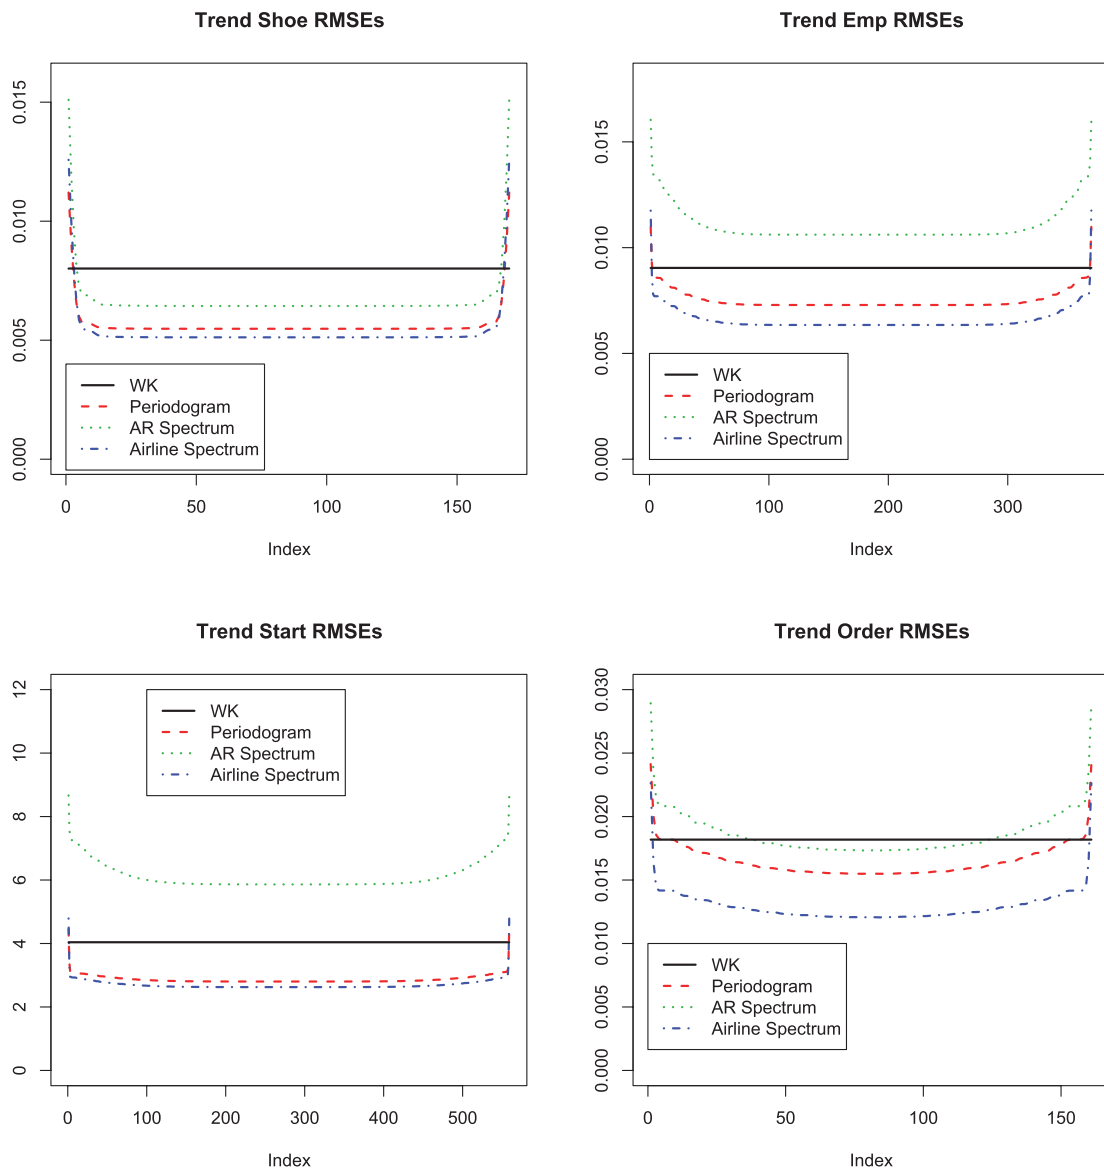 Trend Shoe RMSEs
0.000 0.005 0.010 0.015
WK
Periodogram
AR Spectrum
Airline Spectrum
0 50 100 150
Index
Trend Emp RMSEs
0.000 0.005 0.010 0.015
WK
Periodogram
AR Spectrum
Airline Spectrum
0 100 200 300
Index
Trend Start RMSEs
0 2 4 6 8 10 12
WK
Periodogram
AR Spectrum
Airline Spectrum
0 100 200 300 400 500
Index
Trend Order RMSEs
0.000 0.005 0.010 0.015 0.020 0.025 0.030
WK
Periodogram
AR Spectrum
Airline Spectrum
0 50 100 150
Index